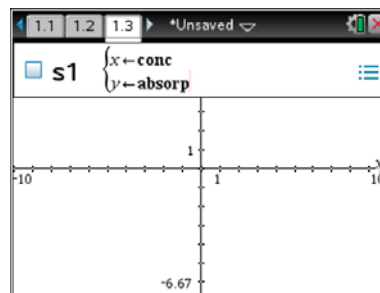 1.1 1.2 1.3 *Unsaved
s1 x←conc
y←absorp
1
-10 1 10
-6.67